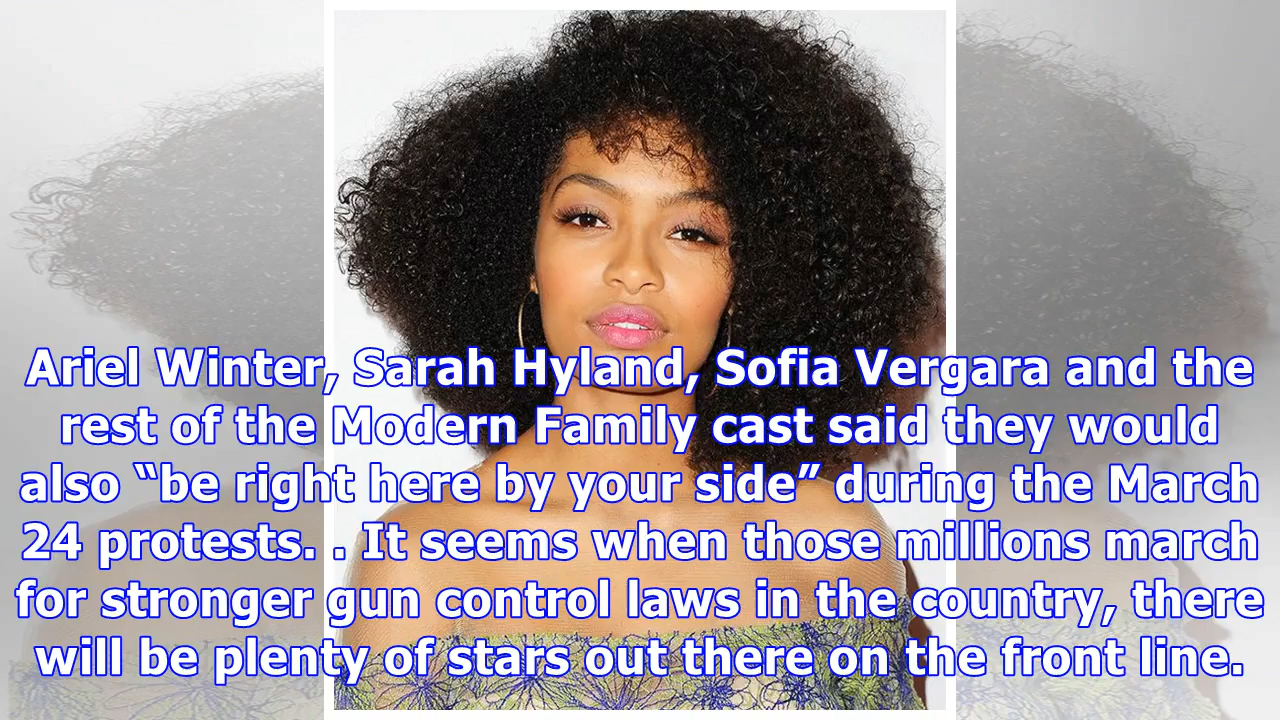 Ariel Winter, Sarah Hyland, Sofia Vergara and the
rest of the Modern Family cast said they would
also “be right here by your side” during the March
24 protests. . It seems when those millions march
for stronger gun control laws in the country, there
will be plenty of stars out there on the front line.